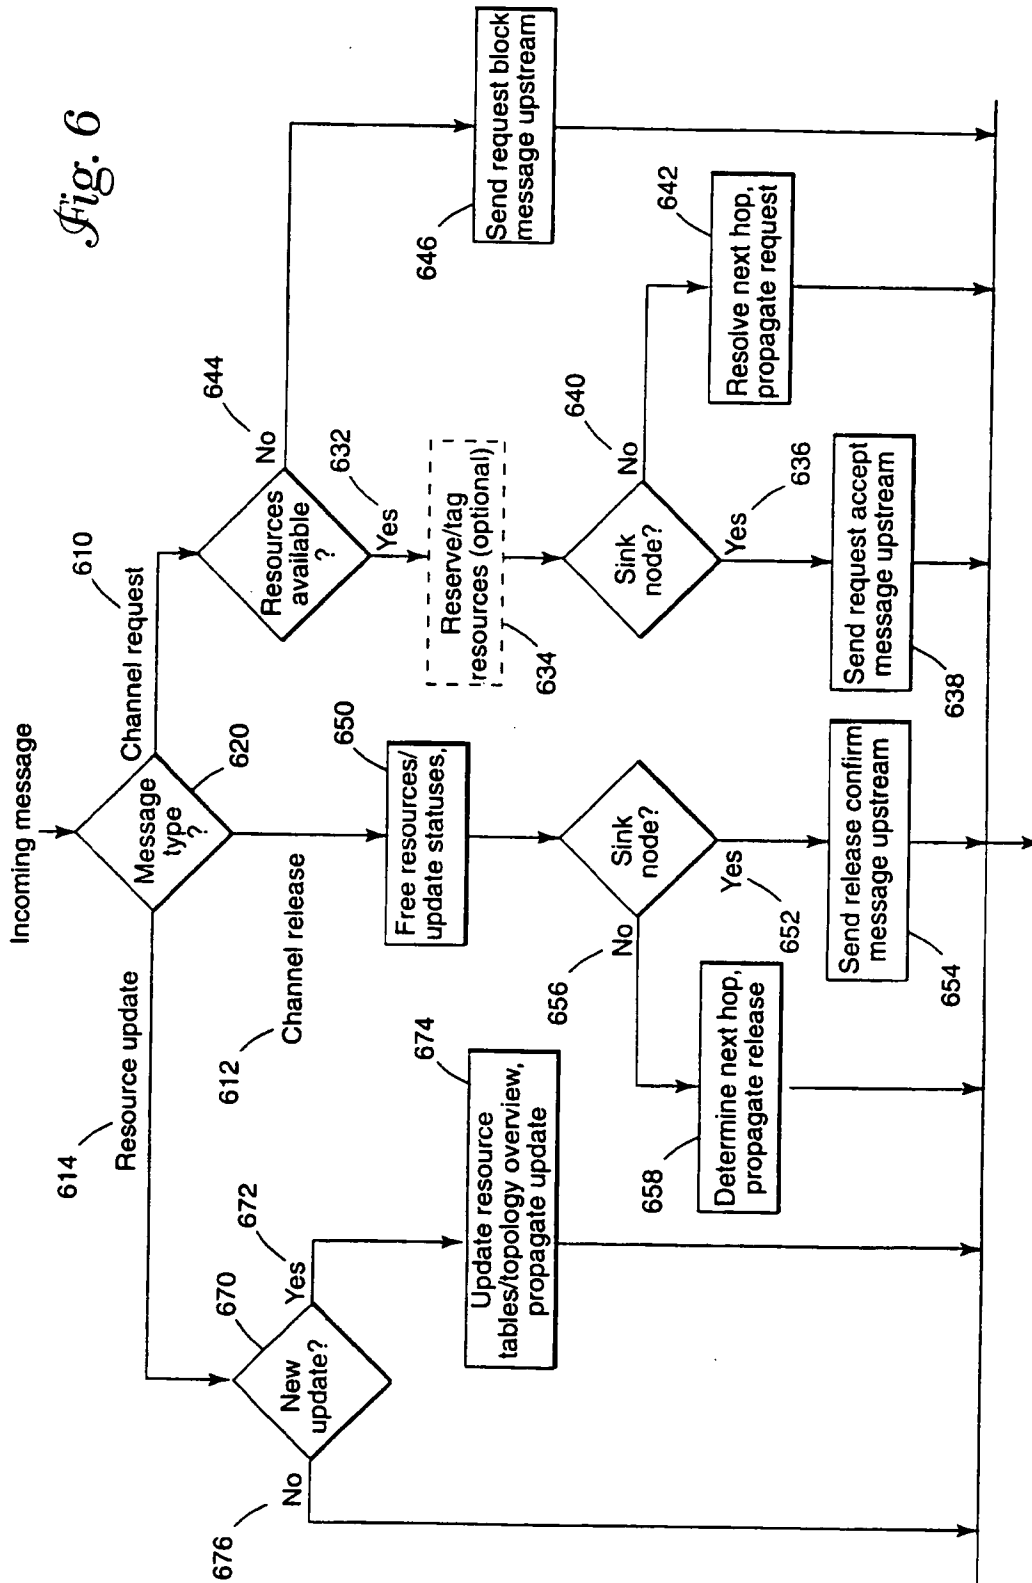 Fig. 6
Incoming message
Message
type
?
620
614
Resource update
612
Channel release
Channel request
610
New
update?
670
Yes
672
No
676
Update resource
tables/topology overview,
propagate update
674
Free resources/
update statuses,
650
Sink
node?
No
656
Yes
652
Determine next hop,
propagate release
658
Send release confirm
message upstream
654
Resources
available
?
No
644
Yes
632
Reserve/tag
resources (optional)
634
Sink
node?
No
640
Yes
636
Send request accept
message upstream
638
Resolve next hop,
propagate request
642
Send request block
message upstream
646